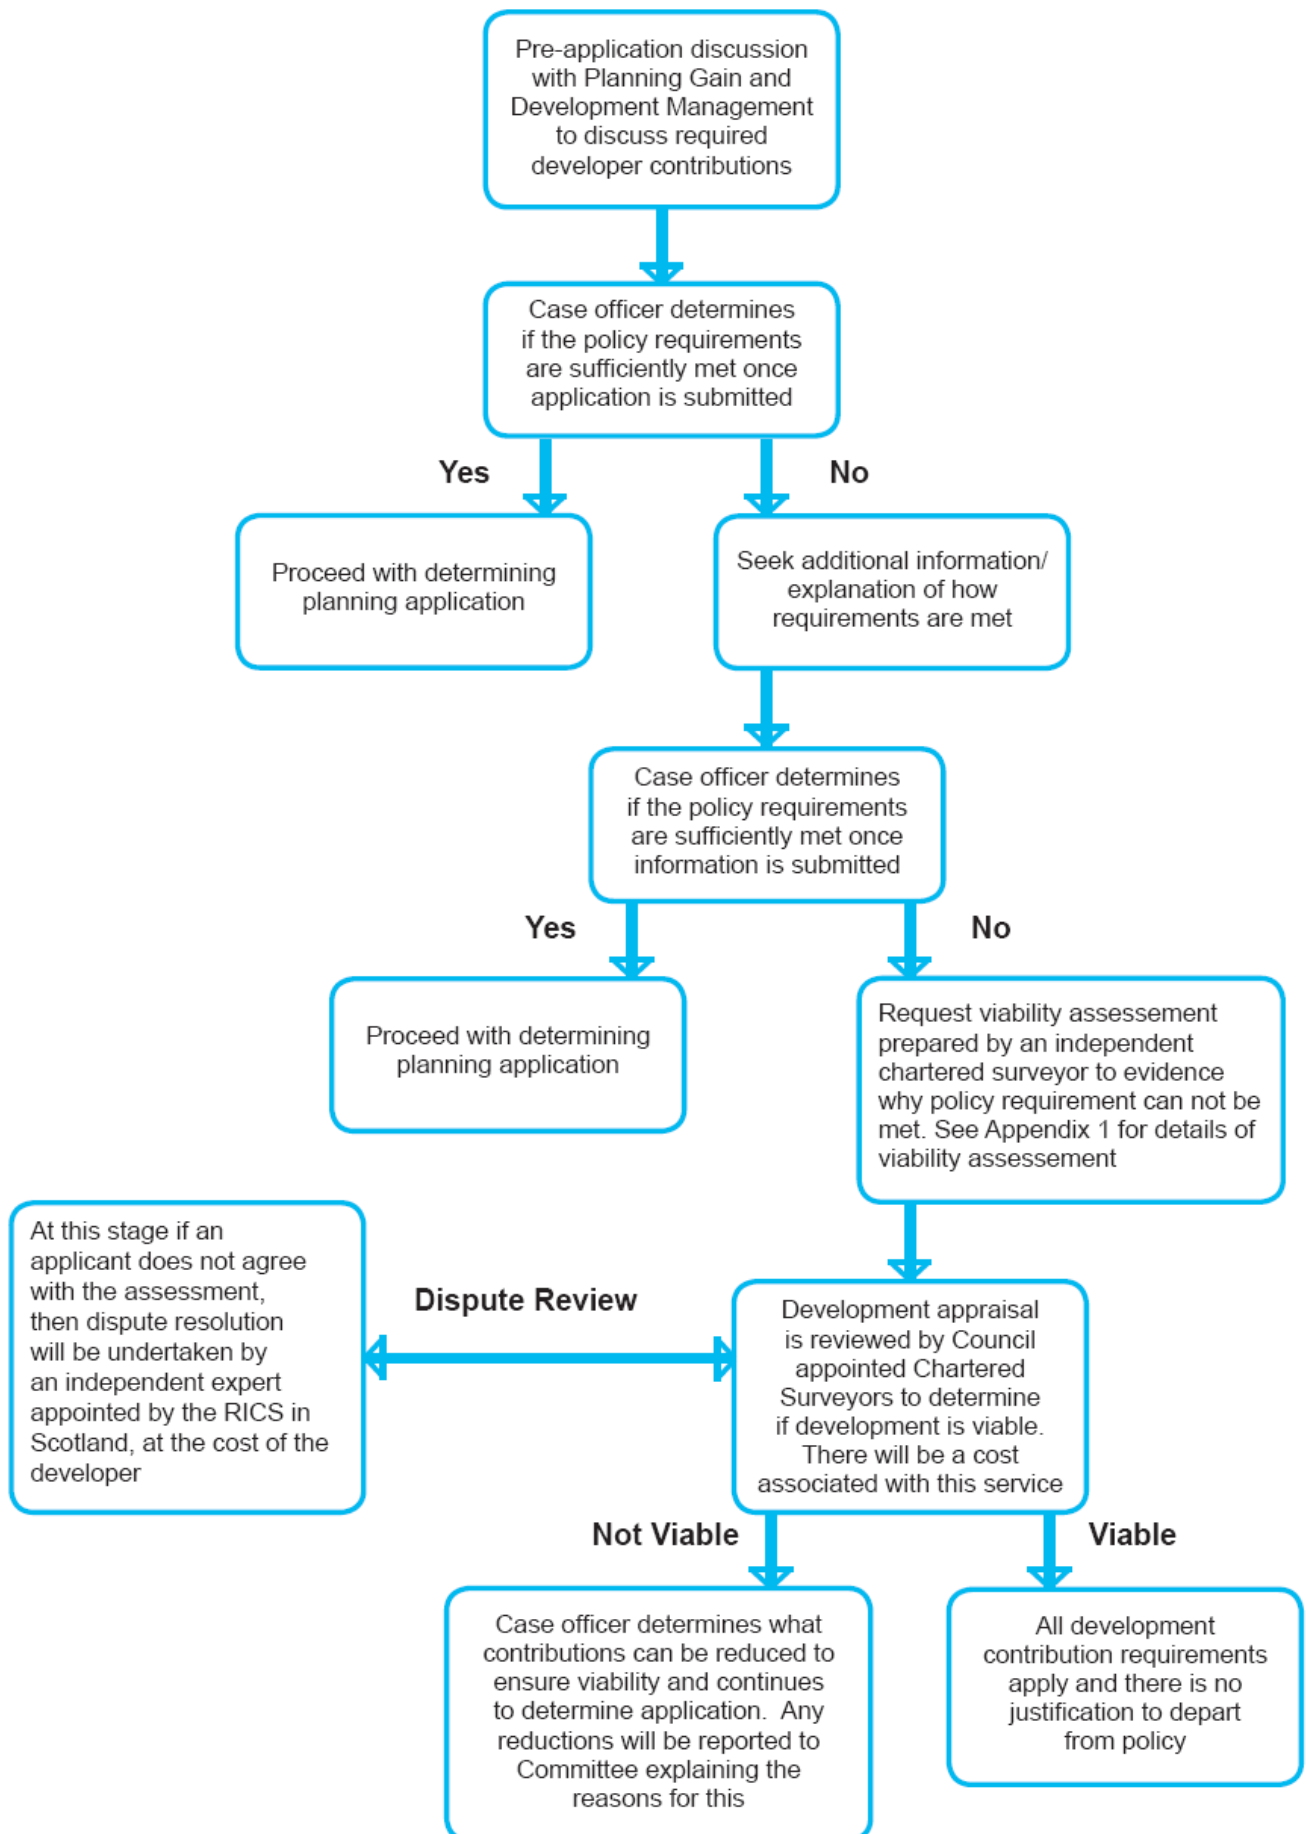 Pre-application discussion
with Planning Gain and
Development Management
to discuss required
developer contributions
Case officer determines
if the policy requirements
are sufficiently met once
application is submitted
Yes
No
Proceed with determining
planning application
Seek additional information/
explanation of how
requirements are met
Case officer determines
if the policy requirements
are sufficiently met once
information is submitted
Yes
No
Proceed with determining
planning application
Request viability assessement
prepared by an independent
chartered surveyor to evidence
why policy requirement can not be
met. See Appendix 1 for details of
viability assessement
At this stage if an
applicant does not agree
with the assessment,
then dispute resolution
will be undertaken by
an independent expert
appointed by the RICS in
Scotland, at the cost of the
developer
Dispute Review
Development appraisal
is reviewed by Council
appointed Chartered
Surveyors to determine
if development is viable.
There will be a cost
associated with this service
Not Viable
Viable
Case officer determines what
contributions can be reduced to
ensure viability and continues
to determine application. Any
reductions will be reported to
Committee explaining the
reasons for this
All development
contribution requirements
apply and there is no
justification to depart
from policy